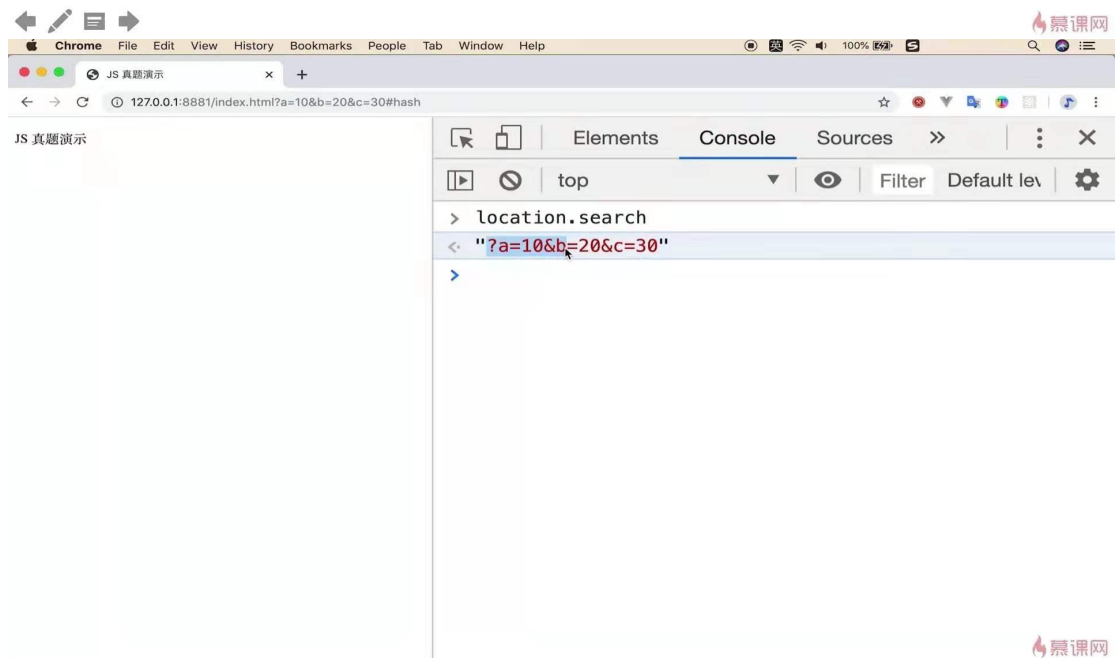 慕课网
Chrome File Edit View History Bookmarks People Tab Window Help 英 100%
JS 真题演示
127.0.0.1:8881/index.html?a=10&b=20&c=30#hash
JS 真题演示
Elements Console Sources
top Filter Default lev
> location.search
"?a=10&b=20&c=30"
>
慕课网